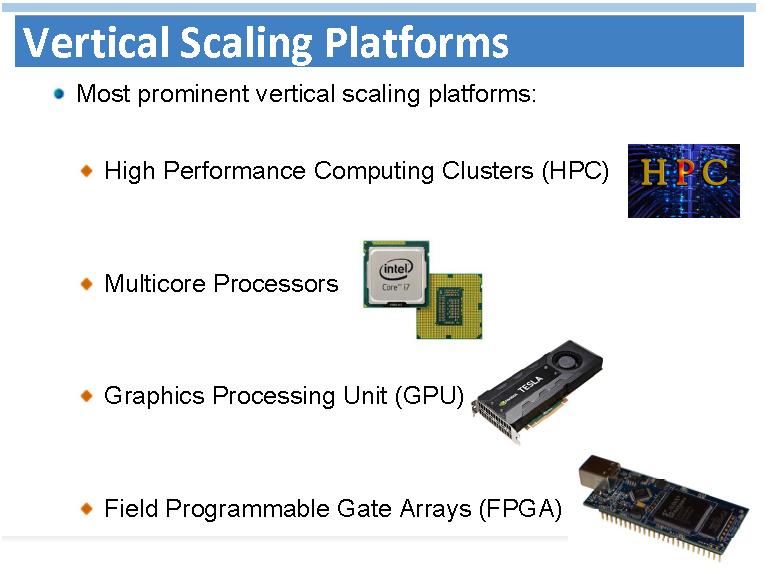 Vertical Scaling Platforms
Most prominent vertical scaling platforms:
High Performance Computing Clusters (HPC)
HPC
Multicore Processors
intel
Core™ i7
Graphics Processing Unit (GPU)
TESLA
Field Programmable Gate Arrays (FPGA)